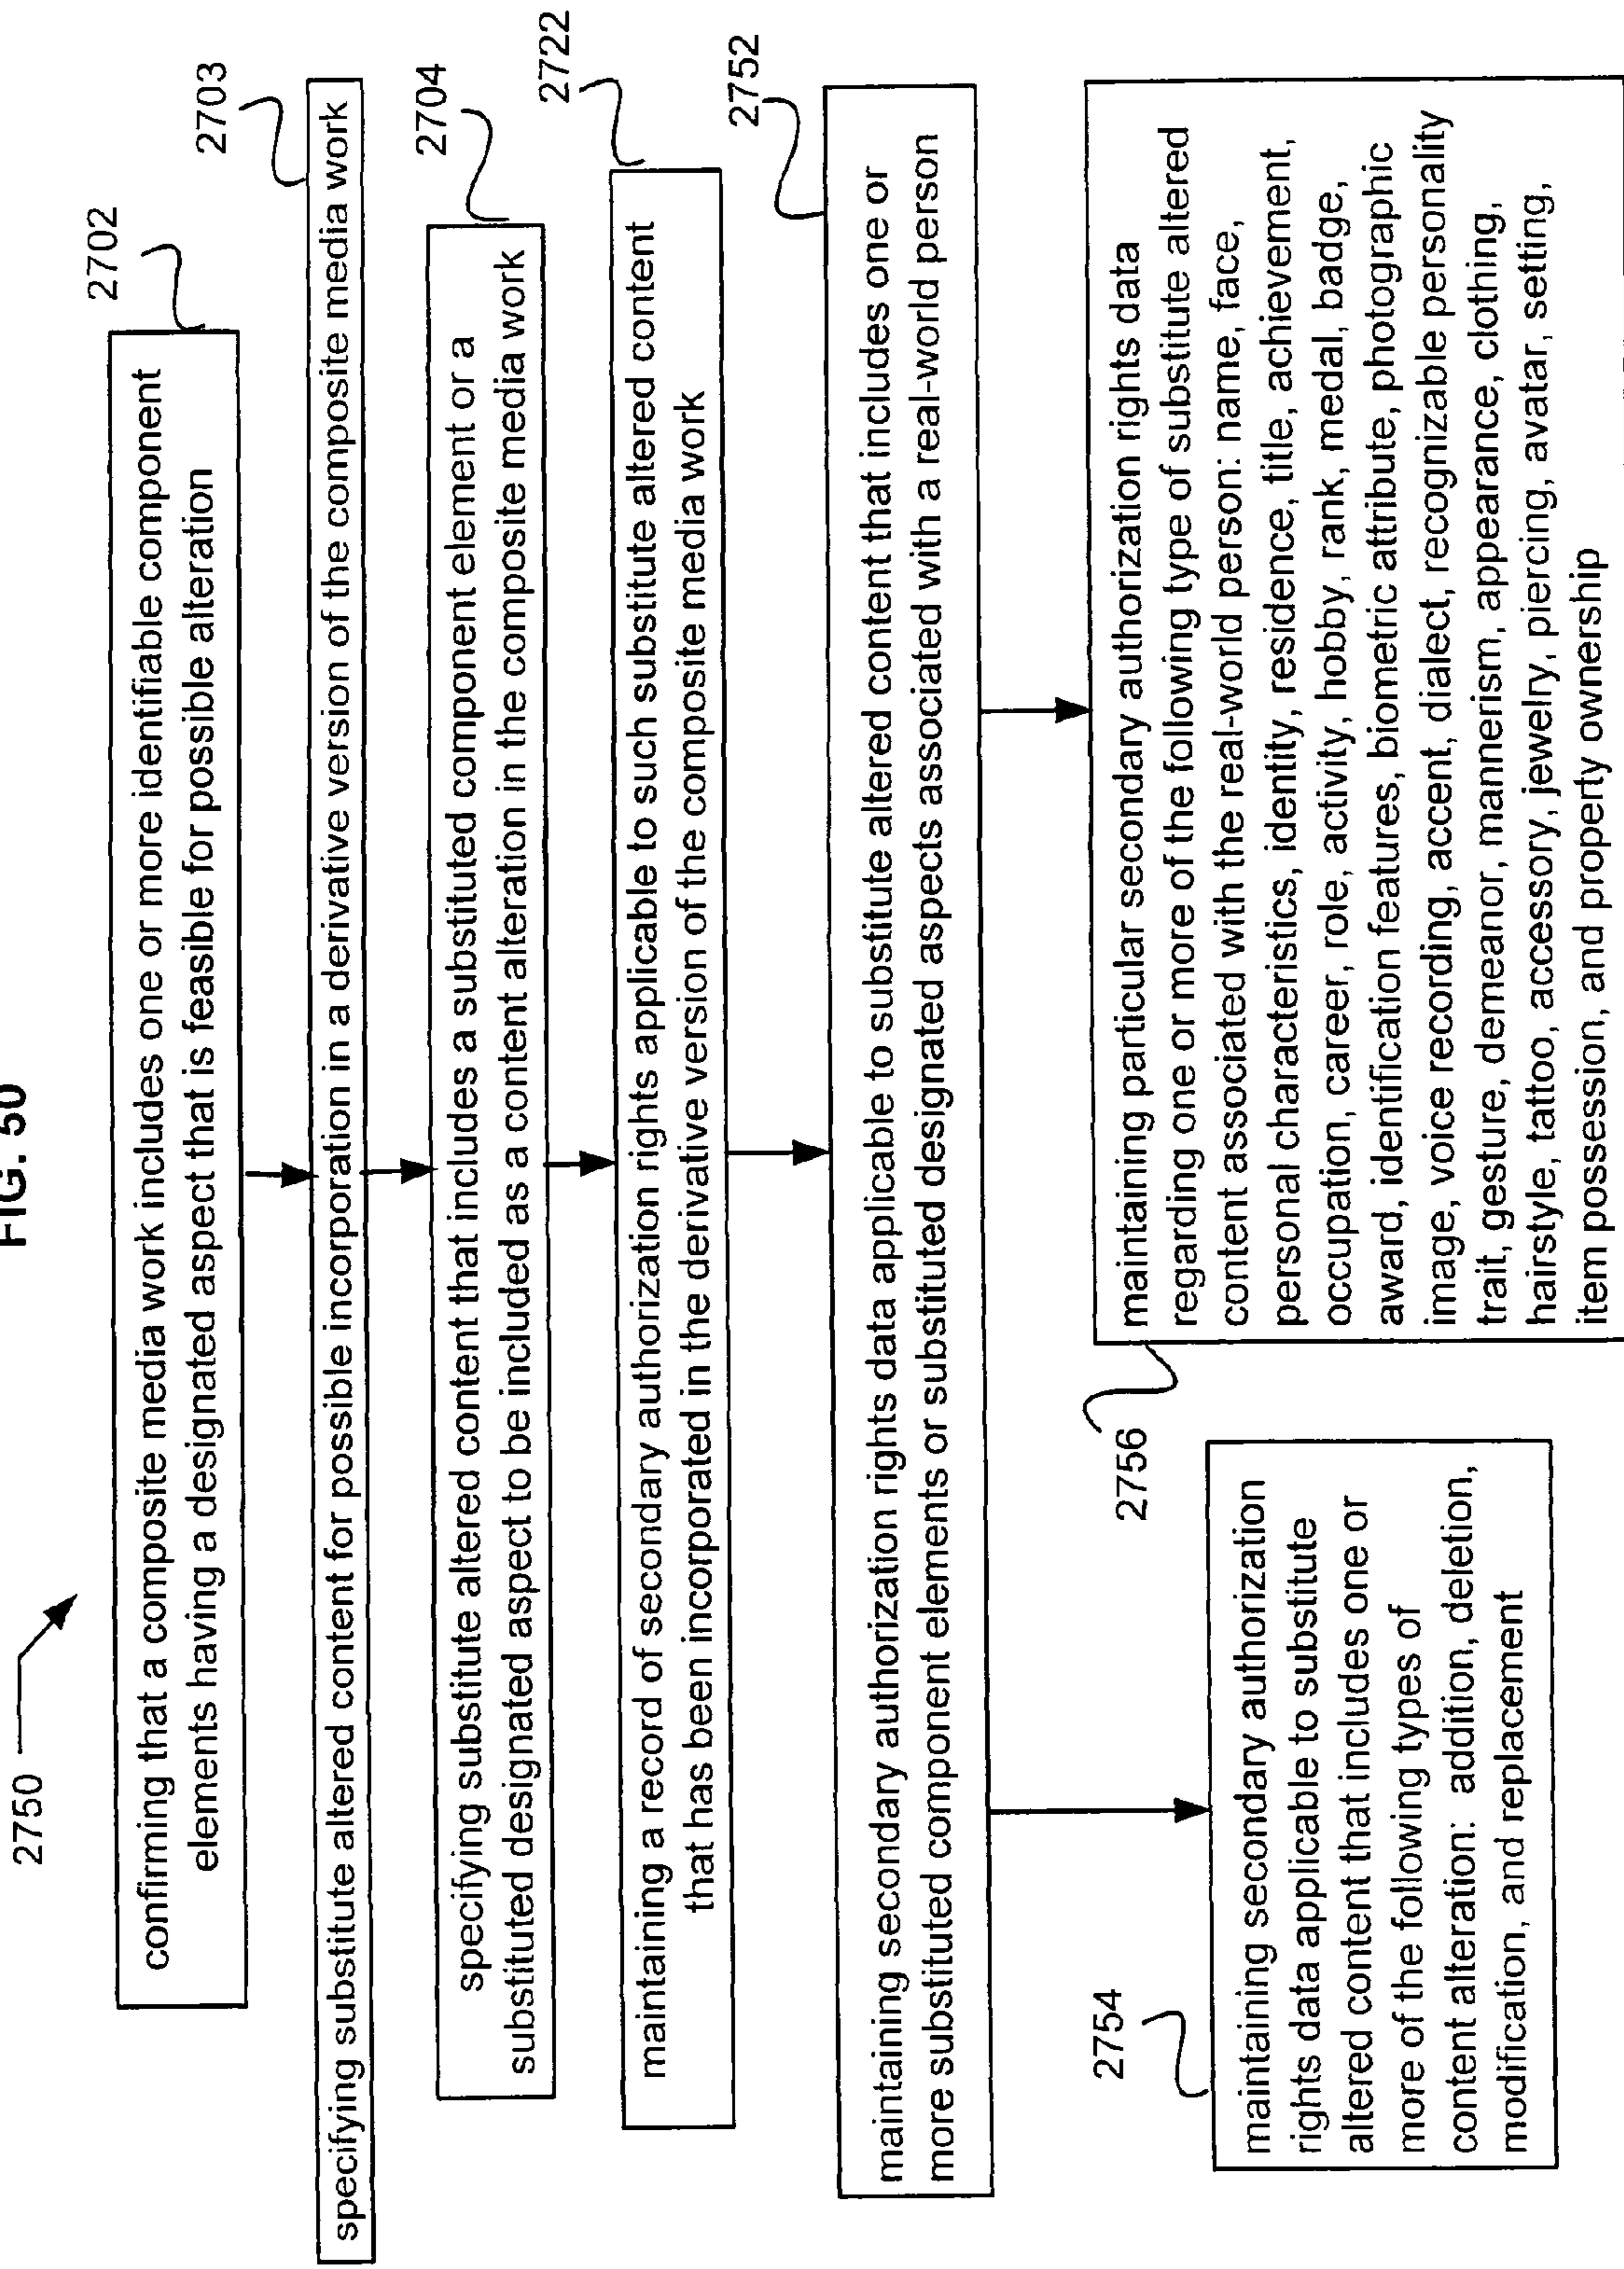 FIG. 50
2750
2702
confirming that a composite media work includes one or more identifiable component
elements having a designated aspect that is feasible for possible alteration
2703
specifying substitute altered content for possible incorporation in a derivative version of the composite media work
2704
specifying substitute altered content that includes a substituted component element or a
substituted designated aspect to be included as a content alteration in the composite media work
2722
maintaining a record of secondary authorization rights applicable to such substitute altered content
that has been incorporated in the derivative version of the composite media work
2752
maintaining secondary authorization rights data applicable to substitute altered content that includes one or
more substituted component elements or substituted designated aspects associated with a real-world person
2754
maintaining secondary authorization
rights data applicable to substitute
altered content that includes one or
more of the following types of
content alteration: addition, deletion,
modification, and replacement
2756
maintaining particular secondary authorization rights data
regarding one or more of the following type of substitute altered
content associated with the real-world person: name, face,
personal characteristics, identity, residence, title, achievement,
occupation, career, role, activity, hobby, rank, medal, badge,
award, identification features, biometric attribute, photographic
image, voice recording, accent, dialect, recognizable personality
trait, gesture, demeanor, mannerism, appearance, clothing,
hairstyle, tattoo, accessory, jewelry, piercing, avatar, setting,
item possession, and property ownership